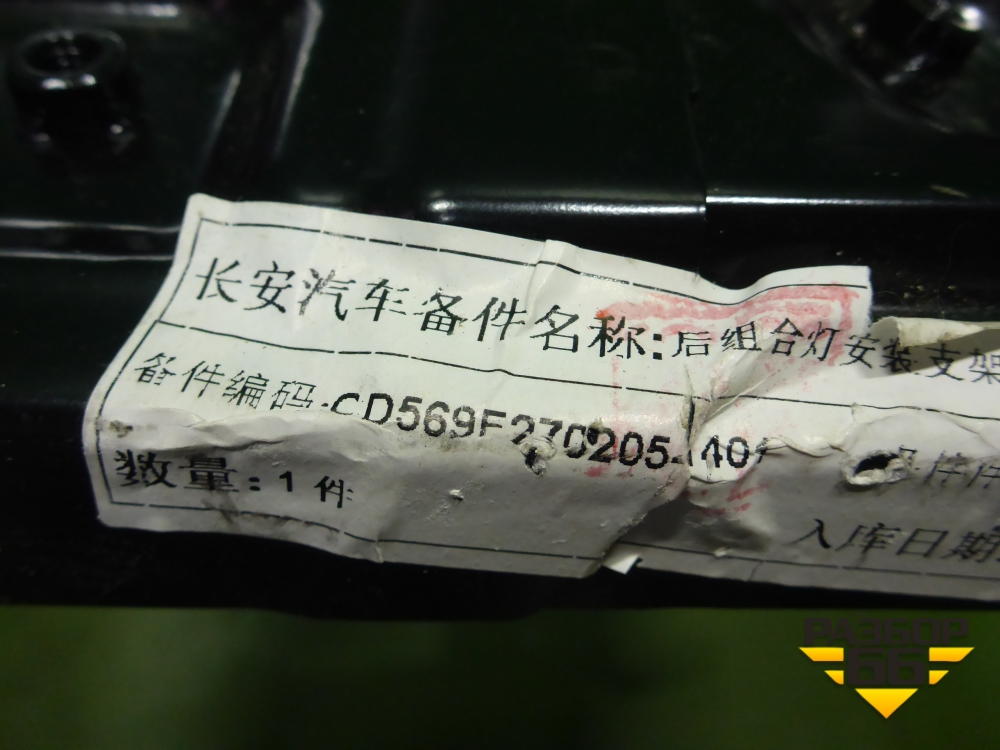 长安汽车备件名称:后组合灯安装支架
备件编码:CD569F270205-140
数量:1件
入库日期
РАЗБОР
66